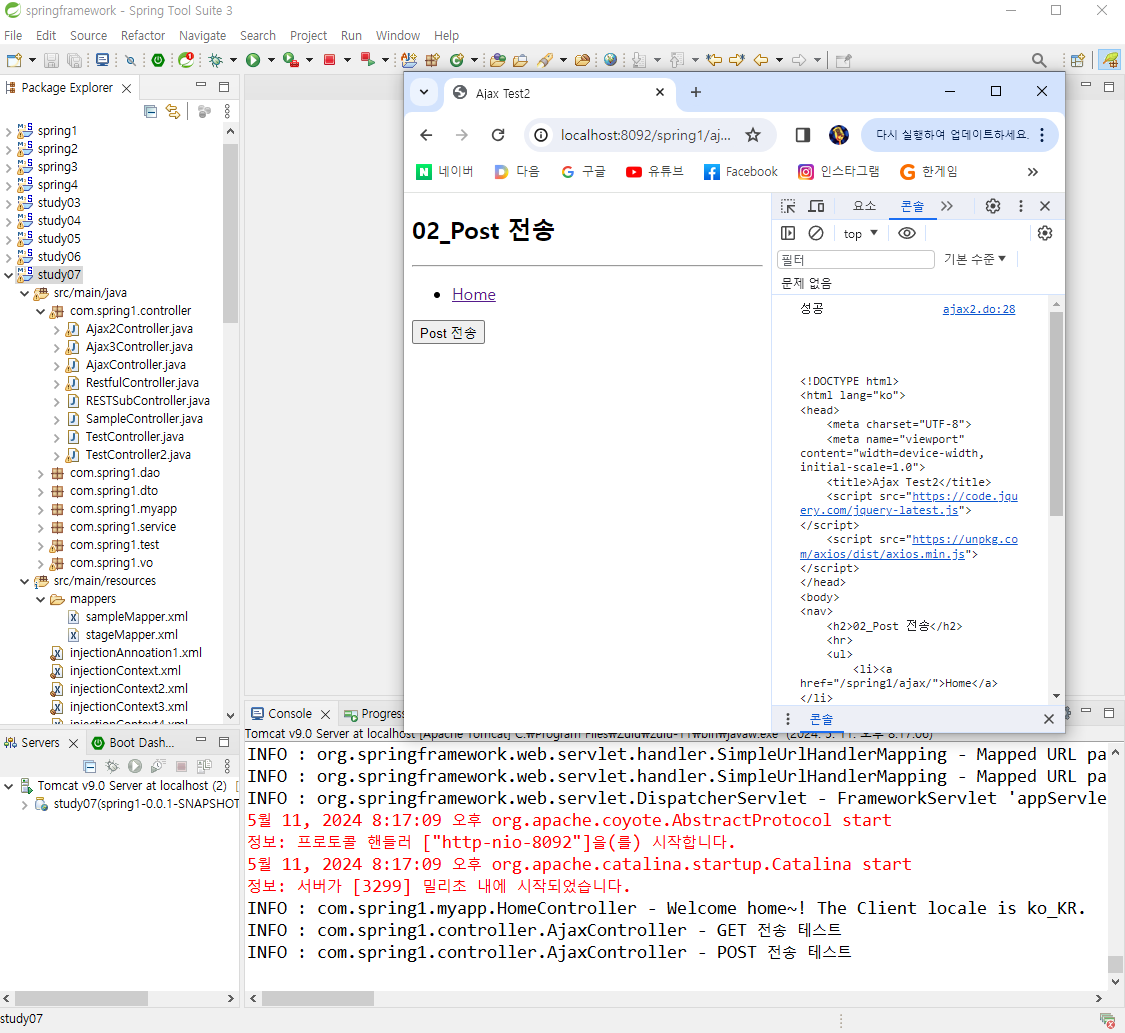 springframework - Spring Tool Suite 3
File Edit Source Refactor Navigate Search Project Run Window Help
Package Explorer
spring1
spring2
spring3
spring4
study03
study04
study05
study06
study07
src/main/java
com.spring1.controller
Ajax2Controller.java
Ajax3Controller.java
AjaxController.java
RestfulController.java
RESTSubController.java
SampleController.java
TestController.java
TestController2.java
com.spring1.dao
com.spring1.dto
com.spring1.myapp
com.spring1.service
com.spring1.test
com.spring1.vo
src/main/resources
mappers
sampleMapper.xml
stageMapper.xml
injectionAnnoation1.xml
injectionContext.xml
injectionContext2.xml
injectionContext3.xml
injectionContext4.xml
Servers Boot Dash...
Tomcat v9.0 Server at localhost (2)
study07(spring1-0.0.1-SNAPSHOT
study07
Ajax Test2
localhost:8092/spring1/aj...
다시 실행하여 업데이트하세요.
네이버 다음 구글 유튜브 Facebook 인스타그램 한게임
02_Post 전송
Home
Post 전송
요소 콘솔
top
필터 기본 수준
문제 없음
성공 ajax2.do:28
<!DOCTYPE html>
<html lang="ko">
<head>
<meta charset="UTF-8">
<meta name="viewport"
content="width=device-width,
initial-scale=1.0">
<title>Ajax Test2</title>
<script src="https://code.jqu
ery.com/jquery-latest.js">
</script>
<script src="https://unpkg.co
m/axios/dist/axios.min.js">
</script>
</head>
<body>
<nav>
<h2>02_Post 전송</h2>
<hr>
<ul>
<li><a
href="/spring1/ajax/">Home</a>
</li>
콘솔
Console Progress
Tomcat v9.0 Server at localhost [Apache Tomcat] C:₩Program Files₩zulu₩zulu-11₩bin₩javaw.exe (2024. 5. 11. 오후 8:17:06)
INFO : org.springframework.web.servlet.handler.SimpleUrlHandlerMapping - Mapped URL pa
INFO : org.springframework.web.servlet.handler.SimpleUrlHandlerMapping - Mapped URL pa
INFO : org.springframework.web.servlet.DispatcherServlet - FrameworkServlet 'appServle
5월 11, 2024 8:17:09 오후 org.apache.coyote.AbstractProtocol start
정보: 프로토콜 핸들러 ["http-nio-8092"]을(를) 시작합니다.
5월 11, 2024 8:17:09 오후 org.apache.catalina.startup.Catalina start
정보: 서버가 [3299] 밀리초 내에 시작되었습니다.
INFO : com.spring1.myapp.HomeController - Welcome home~! The Client locale is ko_KR.
INFO : com.spring1.controller.AjaxController - GET 전송 테스트
INFO : com.spring1.controller.AjaxController - POST 전송 테스트